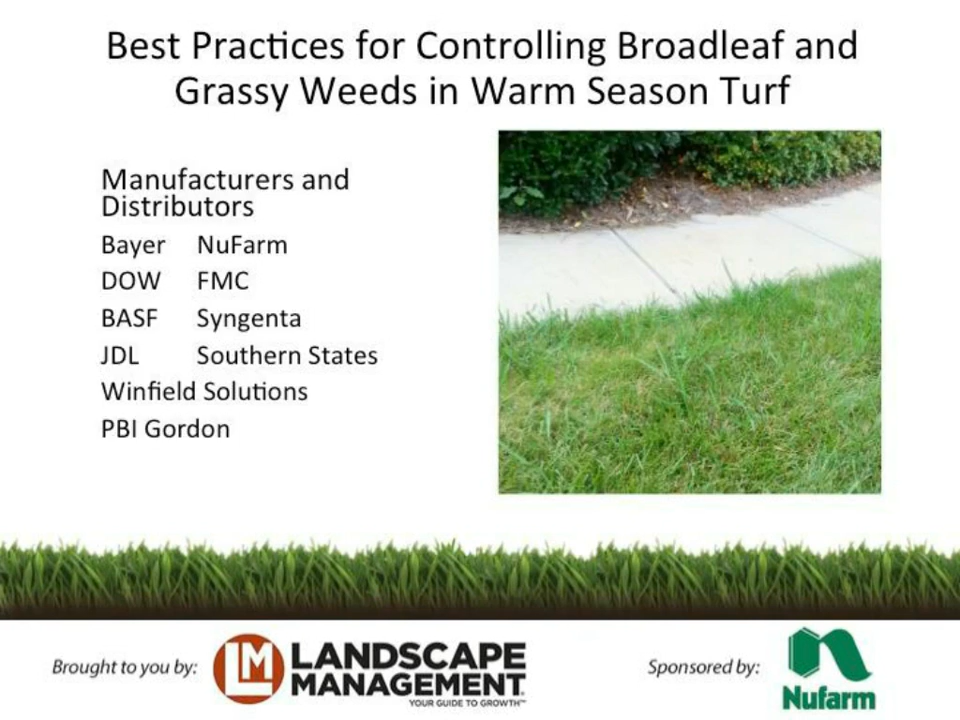 Best Practices for Controlling Broadleaf and
Grassy Weeds in Warm Season Turf
Manufacturers and
Distributors
Bayer NuFarm
DOW FMC
BASF Syngenta
JDL Southern States
Winfield Solutions
PBI Gordon
Brought to you by:
LM
LANDSCAPE
MANAGEMENT
YOUR GUIDE TO GROWTH™
Sponsored by:
Nufarm